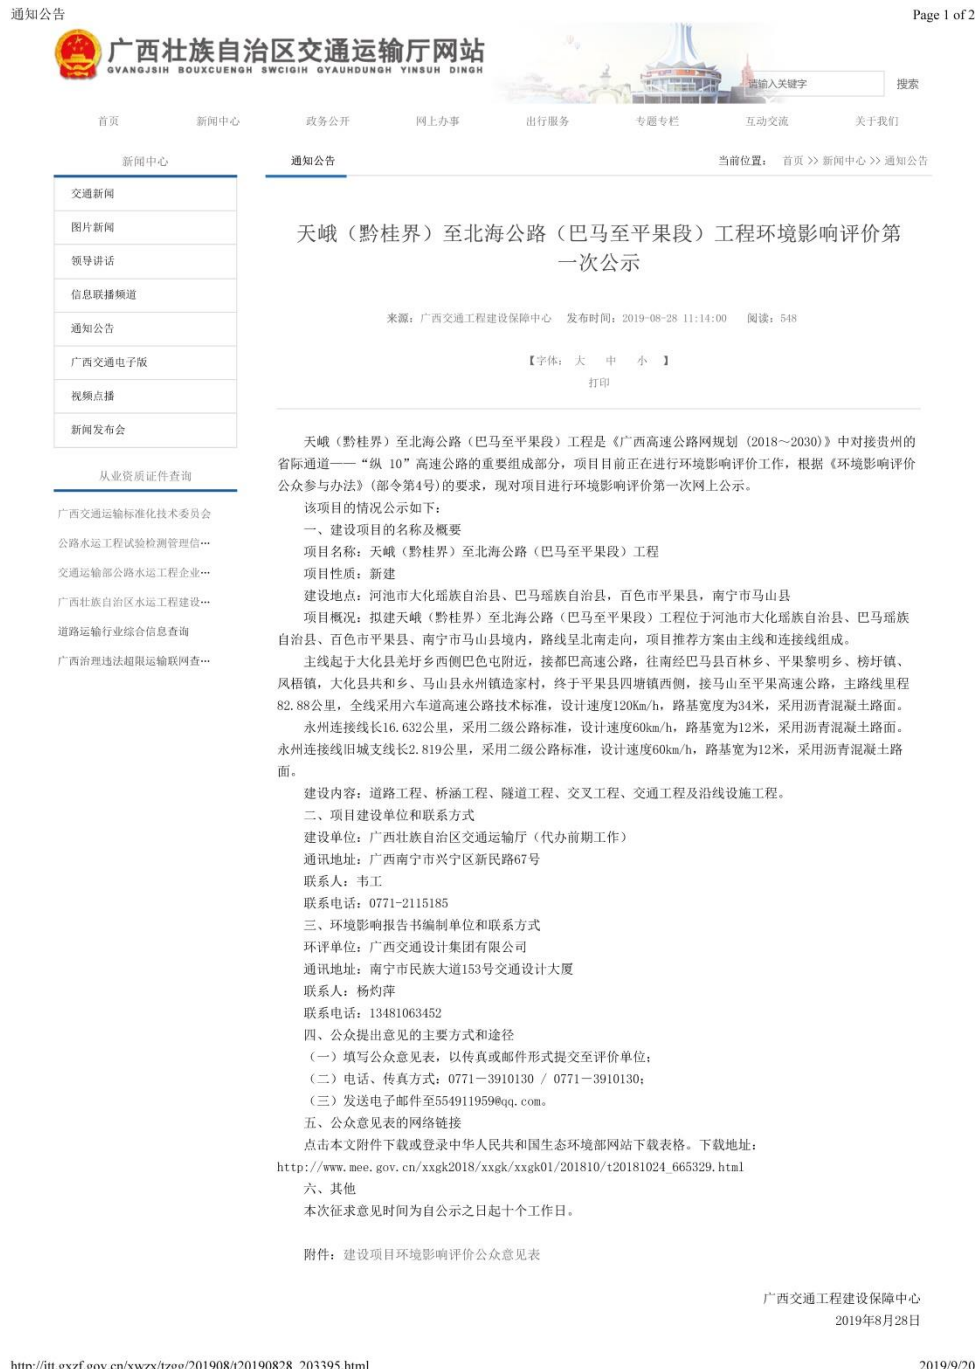 通知公告
Page 1 of 2
广西壮族自治区交通运输厅网站
GVANGJSIH BOUXCUENGH SWCIGIH GYAUHDUNGH YINSUH DINGH
请输入关键字
搜索
首页 新闻中心 政务公开 网上办事 出行服务 专题专栏 互动交流 关于我们
新闻中心
交通新闻
图片新闻
领导讲话
信息联播频道
通知公告
广西交通电子版
视频点播
新闻发布会
从业资质证件查询
广西交通运输标准化技术委员会
公路水运工程试验检测管理信…
交通运输部公路水运工程企业…
广西壮族自治区水运工程建设…
道路运输行业综合信息查询
广西治理违法超限运输联网查…
通知公告
当前位置： 首页 >> 新闻中心 >> 通知公告
天峨（黔桂界）至北海公路（巴马至平果段）工程环境影响评价第
一次公示
来源：广西交通工程建设保障中心 发布时间：2019-08-28 11:14:00 阅读：548
【字体： 大 中 小 】
打印
天峨（黔桂界）至北海公路（巴马至平果段）工程是《广西高速公路网规划 (2018～2030)》中对接贵州的
省际通道——“纵 10”高速公路的重要组成部分，项目目前正在进行环境影响评价工作，根据《环境影响评价
公众参与办法》(部令第4号)的要求，现对项目进行环境影响评价第一次网上公示。
该项目的情况公示如下：
一、建设项目的名称及概要
项目名称：天峨（黔桂界）至北海公路（巴马至平果段）工程
项目性质：新建
建设地点：河池市大化瑶族自治县、巴马瑶族自治县，百色市平果县，南宁市马山县
项目概况：拟建天峨（黔桂界）至北海公路（巴马至平果段）工程位于河池市大化瑶族自治县、巴马瑶族
自治县、百色市平果县、南宁市马山县境内，路线呈北南走向，项目推荐方案由主线和连接线组成。
主线起于大化县羌圩乡西侧巴色屯附近，接都巴高速公路，往南经巴马县百林乡、平果黎明乡、榜圩镇、
凤梧镇，大化县共和乡、马山县永州镇造家村，终于平果县四塘镇西侧，接马山至平果高速公路，主路线里程
82.88公里，全线采用六车道高速公路技术标准，设计速度120Km/h，路基宽度为34米，采用沥青混凝土路面。
永州连接线长16.632公里，采用二级公路标准，设计速度60km/h，路基宽为12米，采用沥青混凝土路面。
永州连接线旧城支线长2.819公里，采用二级公路标准，设计速度60km/h，路基宽为12米，采用沥青混凝土路
面。
建设内容：道路工程、桥涵工程、隧道工程、交叉工程、交通工程及沿线设施工程。
二、项目建设单位和联系方式
建设单位：广西壮族自治区交通运输厅（代办前期工作）
通讯地址：广西南宁市兴宁区新民路67号
联系人：韦工
联系电话：0771-2115185
三、环境影响报告书编制单位和联系方式
环评单位：广西交通设计集团有限公司
通讯地址：南宁市民族大道153号交通设计大厦
联系人：杨灼萍
联系电话：13481063452
四、公众提出意见的主要方式和途径
（一）填写公众意见表，以传真或邮件形式提交至评价单位；
（二）电话、传真方式：0771－3910130 / 0771－3910130；
（三）发送电子邮件至554911959@qq.com。
五、公众意见表的网络链接
点击本文附件下载或登录中华人民共和国生态环境部网站下载表格。下载地址：
http://www.mee.gov.cn/xxgk2018/xxgk/xxgk01/201810/t20181024_665329.html
六、其他
本次征求意见时间为自公示之日起十个工作日。
附件：建设项目环境影响评价公众意见表
广西交通工程建设保障中心
2019年8月28日
http://jtt.gxzf.gov.cn/xwzx/tzgg/201908/t20190828_203395.html
2019/9/20